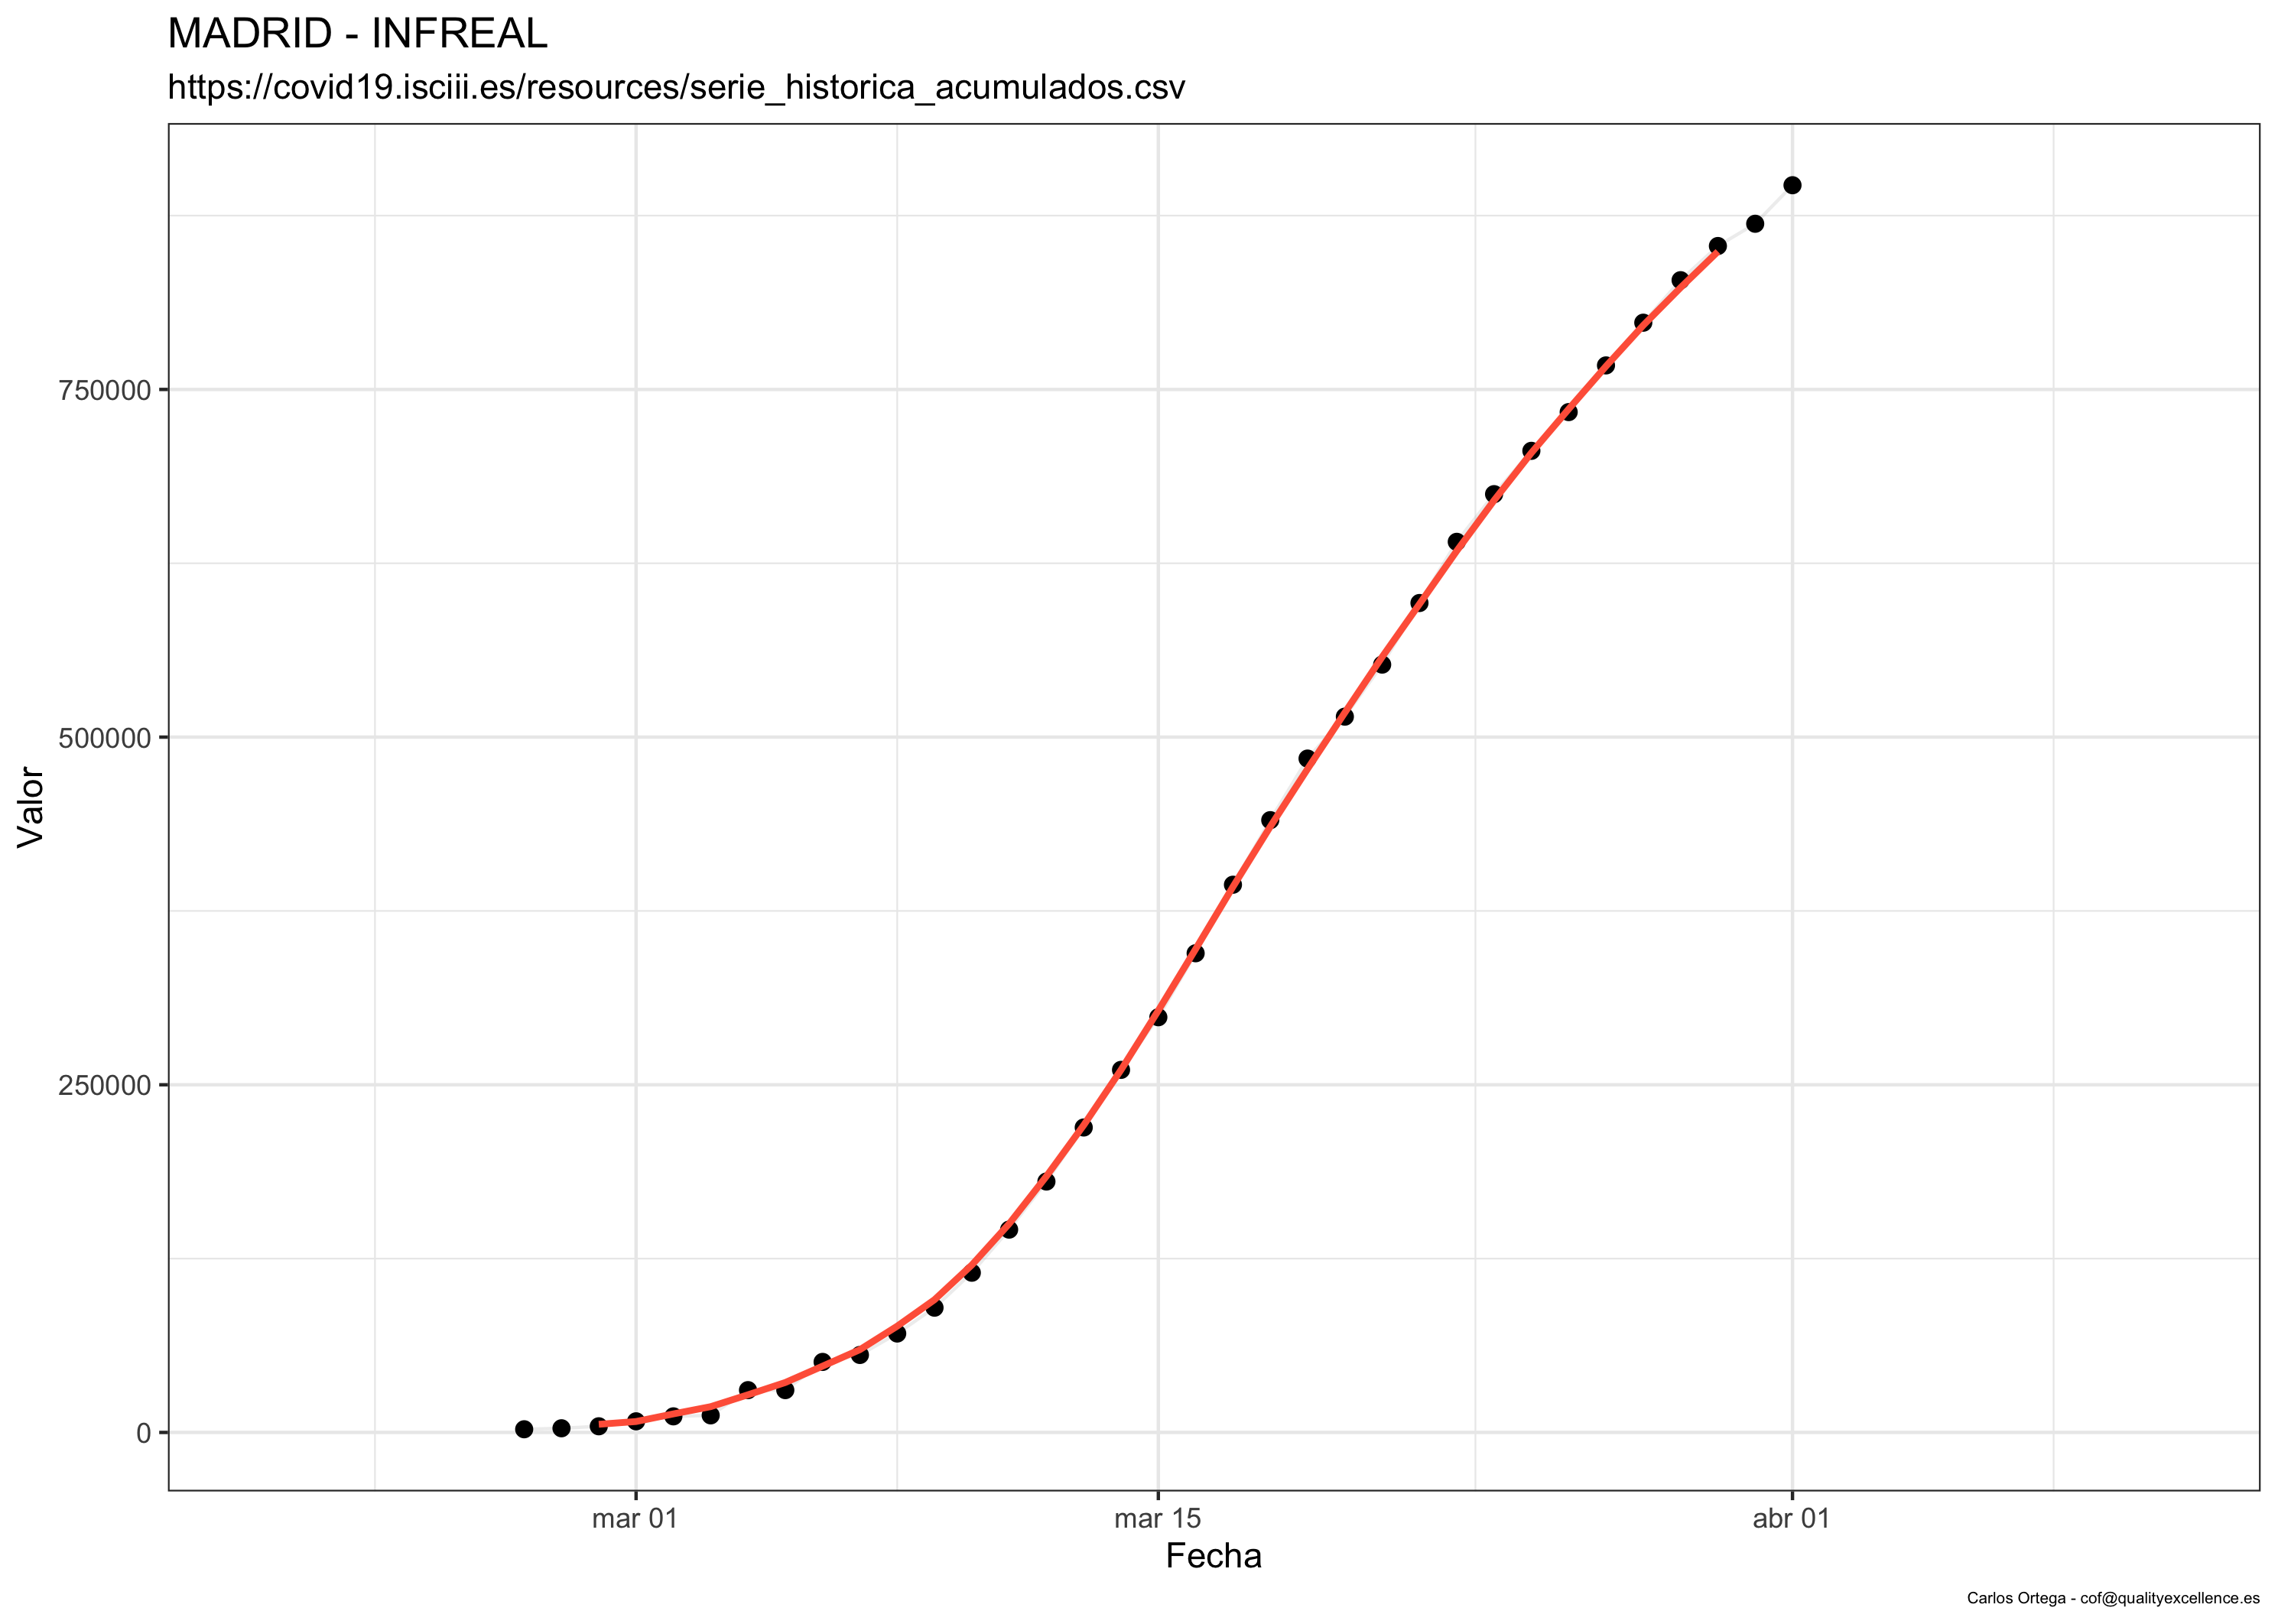 MADRID - INFREAL
https://covid19.isciii.es/resources/serie_historica_acumulados.csv
Valor
750000
500000
250000
0
mar 01
mar 15
abr 01
Fecha
Carlos Ortega - cof@qualityexcellence.es